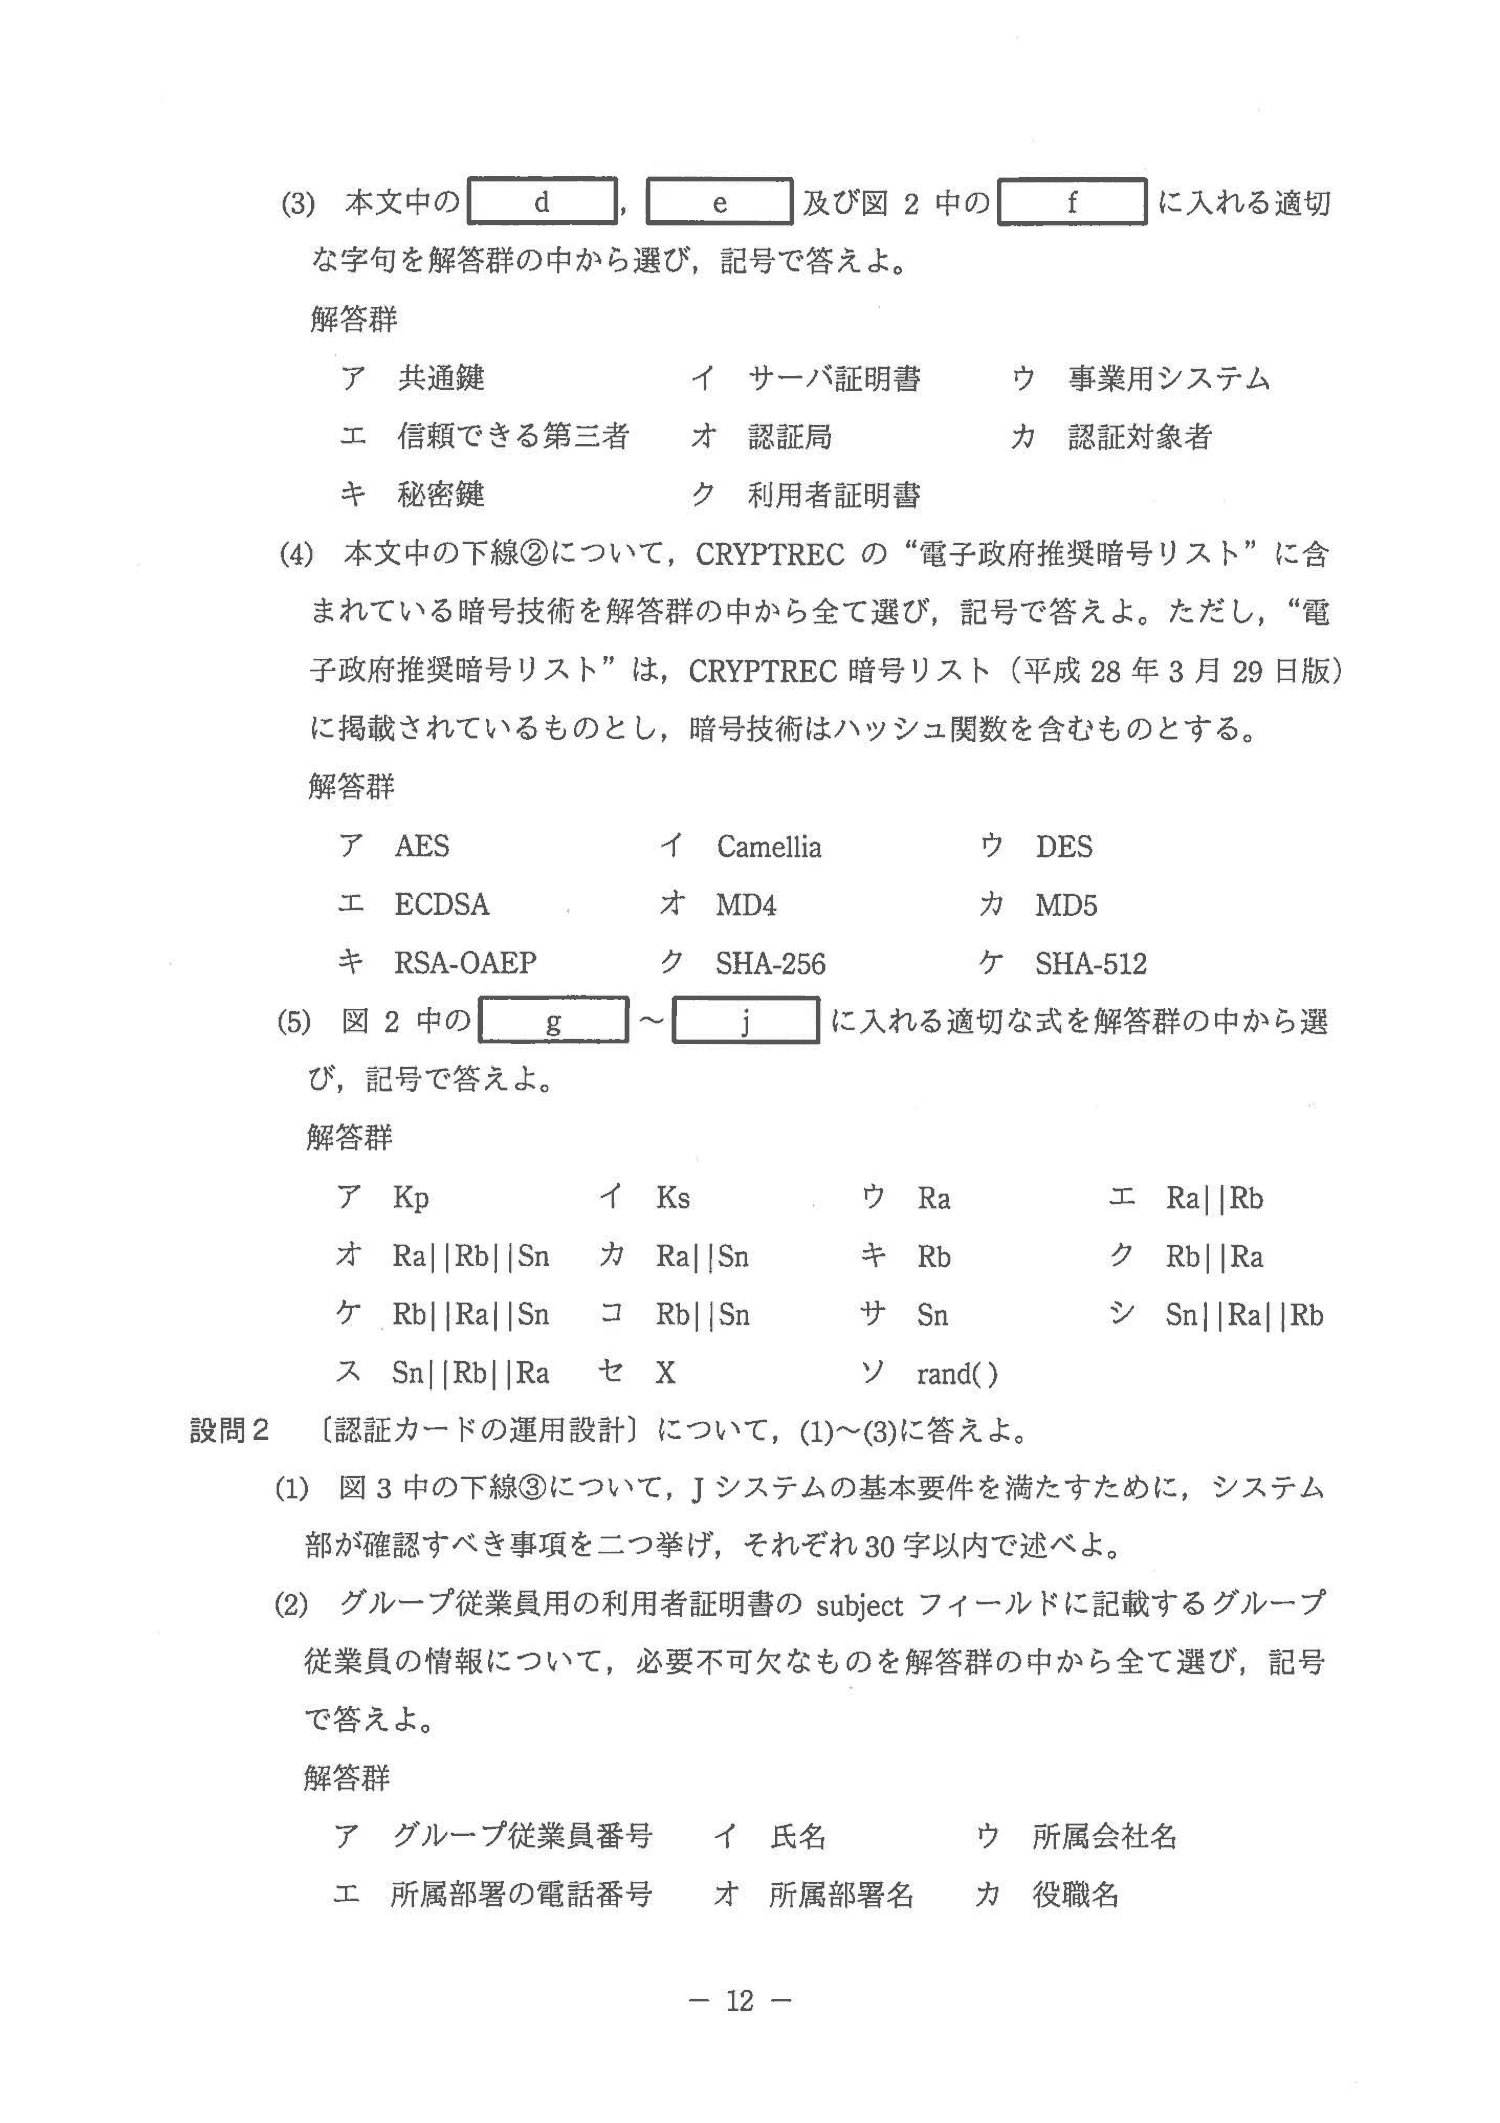 (3) 本文中の d , e 及び図 2 中の f に入れる適切
な字句を解答群の中から選び，記号で答えよ。
解答群
ア 共通鍵 イ サーバ証明書 ウ 事業用システム
エ 信頼できる第三者 オ 認証局 カ 認証対象者
キ 秘密鍵 ク 利用者証明書
(4) 本文中の下線②について，CRYPTREC の“電子政府推奨暗号リスト”に含
まれている暗号技術を解答群の中から全て選び，記号で答えよ。ただし，“電
子政府推奨暗号リスト”は，CRYPTREC 暗号リスト（平成 28 年 3 月 29 日版）
に掲載されているものとし，暗号技術はハッシュ関数を含むものとする。
解答群
ア AES イ Camellia ウ DES
エ ECDSA オ MD4 カ MD5
キ RSA-OAEP ク SHA-256 ケ SHA-512
(5) 図 2 中の g ～ j に入れる適切な式を解答群の中から選
び，記号で答えよ。
解答群
ア Kp イ Ks ウ Ra エ Ra||Rb
オ Ra||Rb||Sn カ Ra||Sn キ Rb ク Rb||Ra
ケ Rb||Ra||Sn コ Rb||Sn サ Sn シ Sn||Ra||Rb
ス Sn||Rb||Ra セ X ソ rand()
設問2 〔認証カードの運用設計〕について，(1)～(3)に答えよ。
(1) 図 3 中の下線③について，J システムの基本要件を満たすために，システム
部が確認すべき事項を二つ挙げ，それぞれ 30 字以内で述べよ。
(2) グループ従業員用の利用者証明書の subject フィールドに記載するグループ
従業員の情報について，必要不可欠なものを解答群の中から全て選び，記号
で答えよ。
解答群
ア グループ従業員番号 イ 氏名 ウ 所属会社名
エ 所属部署の電話番号 オ 所属部署名 カ 役職名
－ 12 －